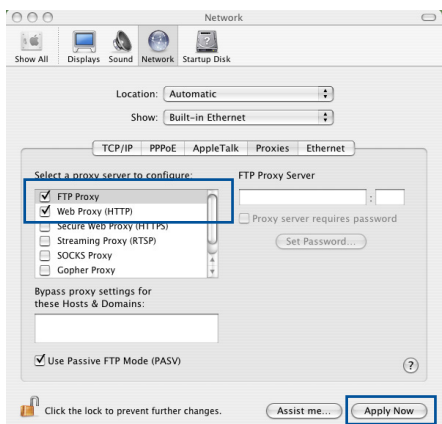 Network
Show All Displays Sound Network Startup Disk
Location: Automatic
Show: Built-in Ethernet
TCP/IP PPPoE AppleTalk Proxies Ethernet
Select a proxy server to configure: FTP Proxy Server
FTP Proxy :
Web Proxy (HTTP) Proxy server requires password
Secure Web Proxy (HTTPS)
Streaming Proxy (RTSP) Set Password...
SOCKS Proxy
Gopher Proxy
Bypass proxy settings for
these Hosts & Domains:
Use Passive FTP Mode (PASV) ?
Click the lock to prevent further changes. Assist me... Apply Now